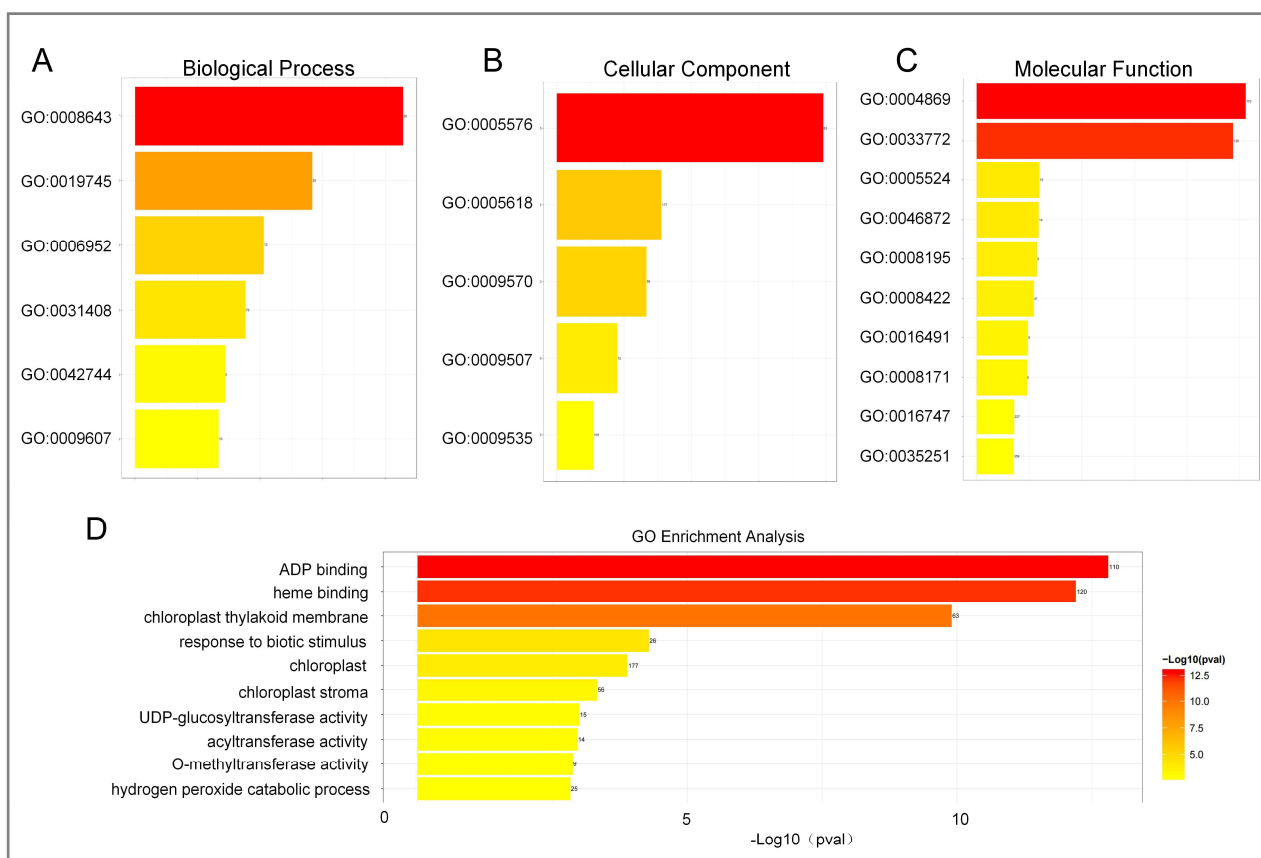 A
Biological Process
GO:0008643
GO:0019745
GO:0006952
GO:0031408
GO:0042744
GO:0009607
B
Cellular Component
GO:0005576
GO:0005618
GO:0009570
GO:0009507
GO:0009535
C
Molecular Function
GO:0004869
GO:0033772
GO:0005524
GO:0046872
GO:0008195
GO:0008422
GO:0016491
GO:0008171
GO:0016747
GO:0035251
D
GO Enrichment Analysis
ADP binding 110
heme binding 120
chloroplast thylakoid membrane 63
response to biotic stimulus 26
chloroplast 177
chloroplast stroma 56
UDP-glucosyltransferase activity 15
acyltransferase activity 14
O-methyltransferase activity 9
hydrogen peroxide catabolic process 25
0 5 10
-Log10（pval）
−Log10(pval)
12.5
10.0
7.5
5.0